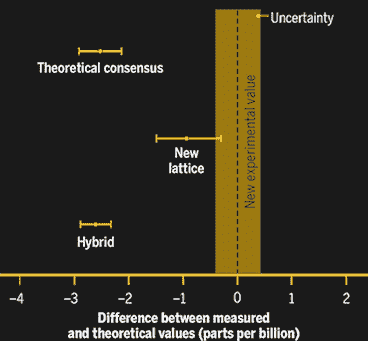 Uncertainty
Theoretical consensus
New experimental value
New
lattice
Hybrid
–4 –3 –2 –1 0 1 2
Difference between measured
and theoretical values (parts per billion)